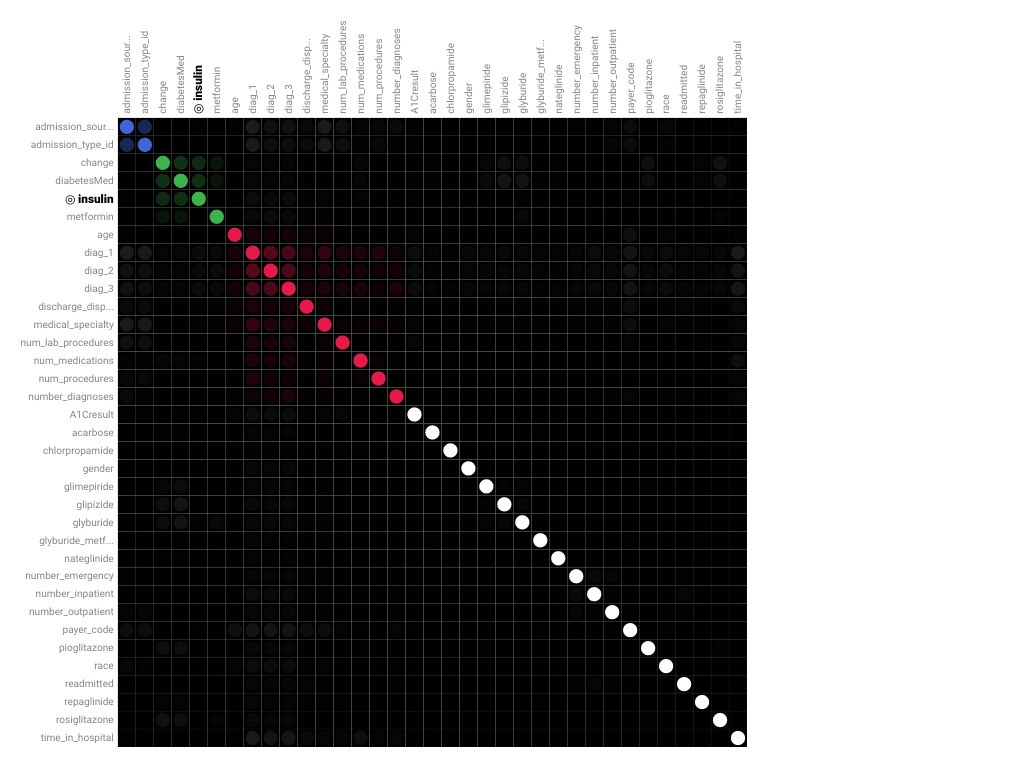 admission_sour...
admission_type_id
change
diabetesMed
◎ insulin
metformin
age
diag_1
diag_2
diag_3
discharge_disp...
medical_specialty
num_lab_procedures
num_medications
num_procedures
number_diagnoses
A1Cresult
acarbose
chlorpropamide
gender
glimepiride
glipizide
glyburide
glyburide_metf...
nateglinide
number_emergency
number_inpatient
number_outpatient
payer_code
pioglitazone
race
readmitted
repaglinide
rosiglitazone
time_in_hospital
admission_sour...
admission_type_id
change
diabetesMed
◎ insulin
metformin
age
diag_1
diag_2
diag_3
discharge_disp...
medical_specialty
num_lab_procedures
num_medications
num_procedures
number_diagnoses
A1Cresult
acarbose
chlorpropamide
gender
glimepiride
glipizide
glyburide
glyburide_metf...
nateglinide
number_emergency
number_inpatient
number_outpatient
payer_code
pioglitazone
race
readmitted
repaglinide
rosiglitazone
time_in_hospital